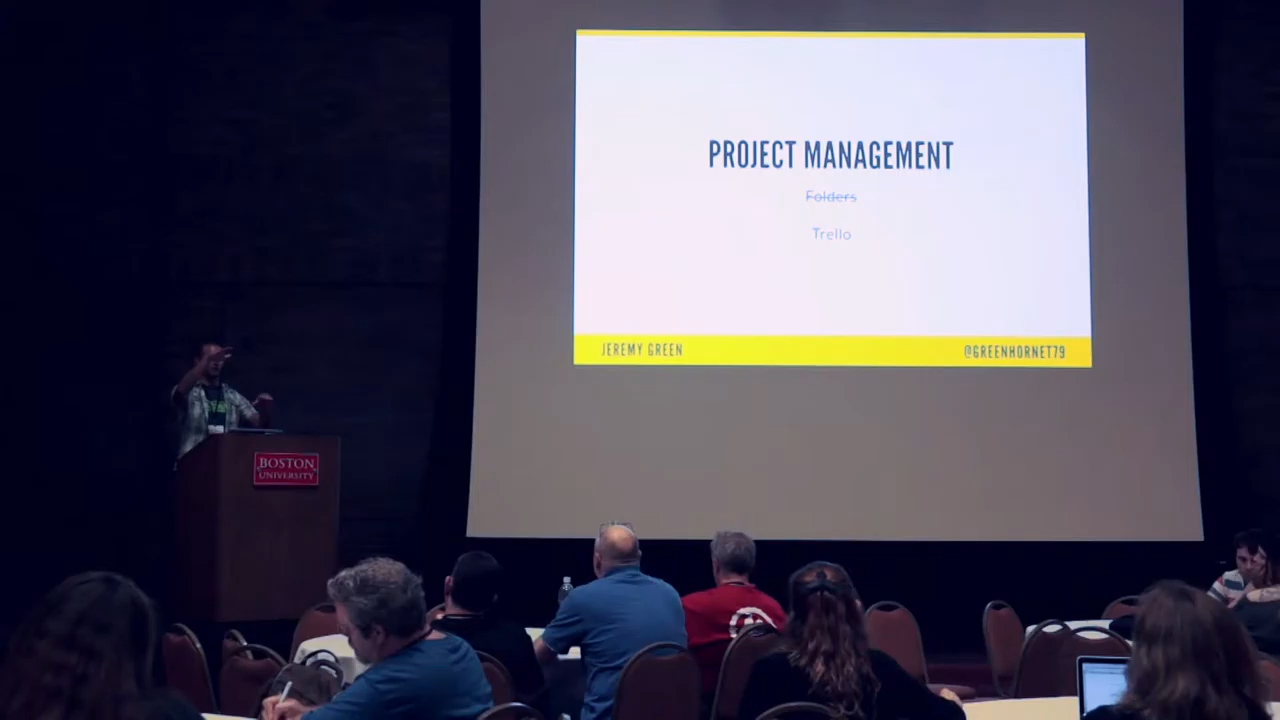 PROJECT MANAGEMENT
Folders
Trello
JEREMY GREEN
@GREENHORNET79
BOSTON
UNIVERSITY